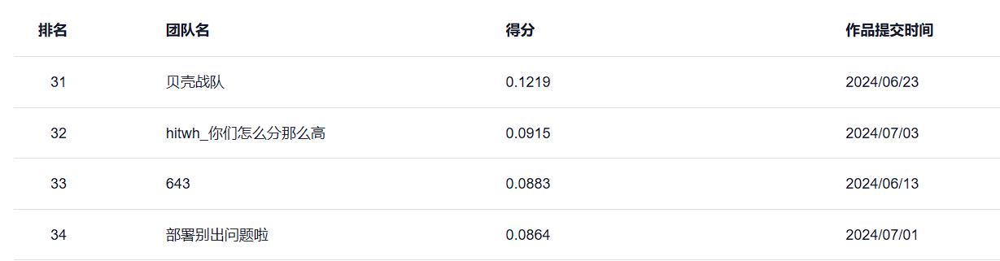 排名 团队名 得分 作品提交时间
31 贝壳战队 0.1219 2024/06/23
32 hitwh_你们怎么分那么高 0.0915 2024/07/03
33 643 0.0883 2024/06/13
34 部署别出问题啦 0.0864 2024/07/01